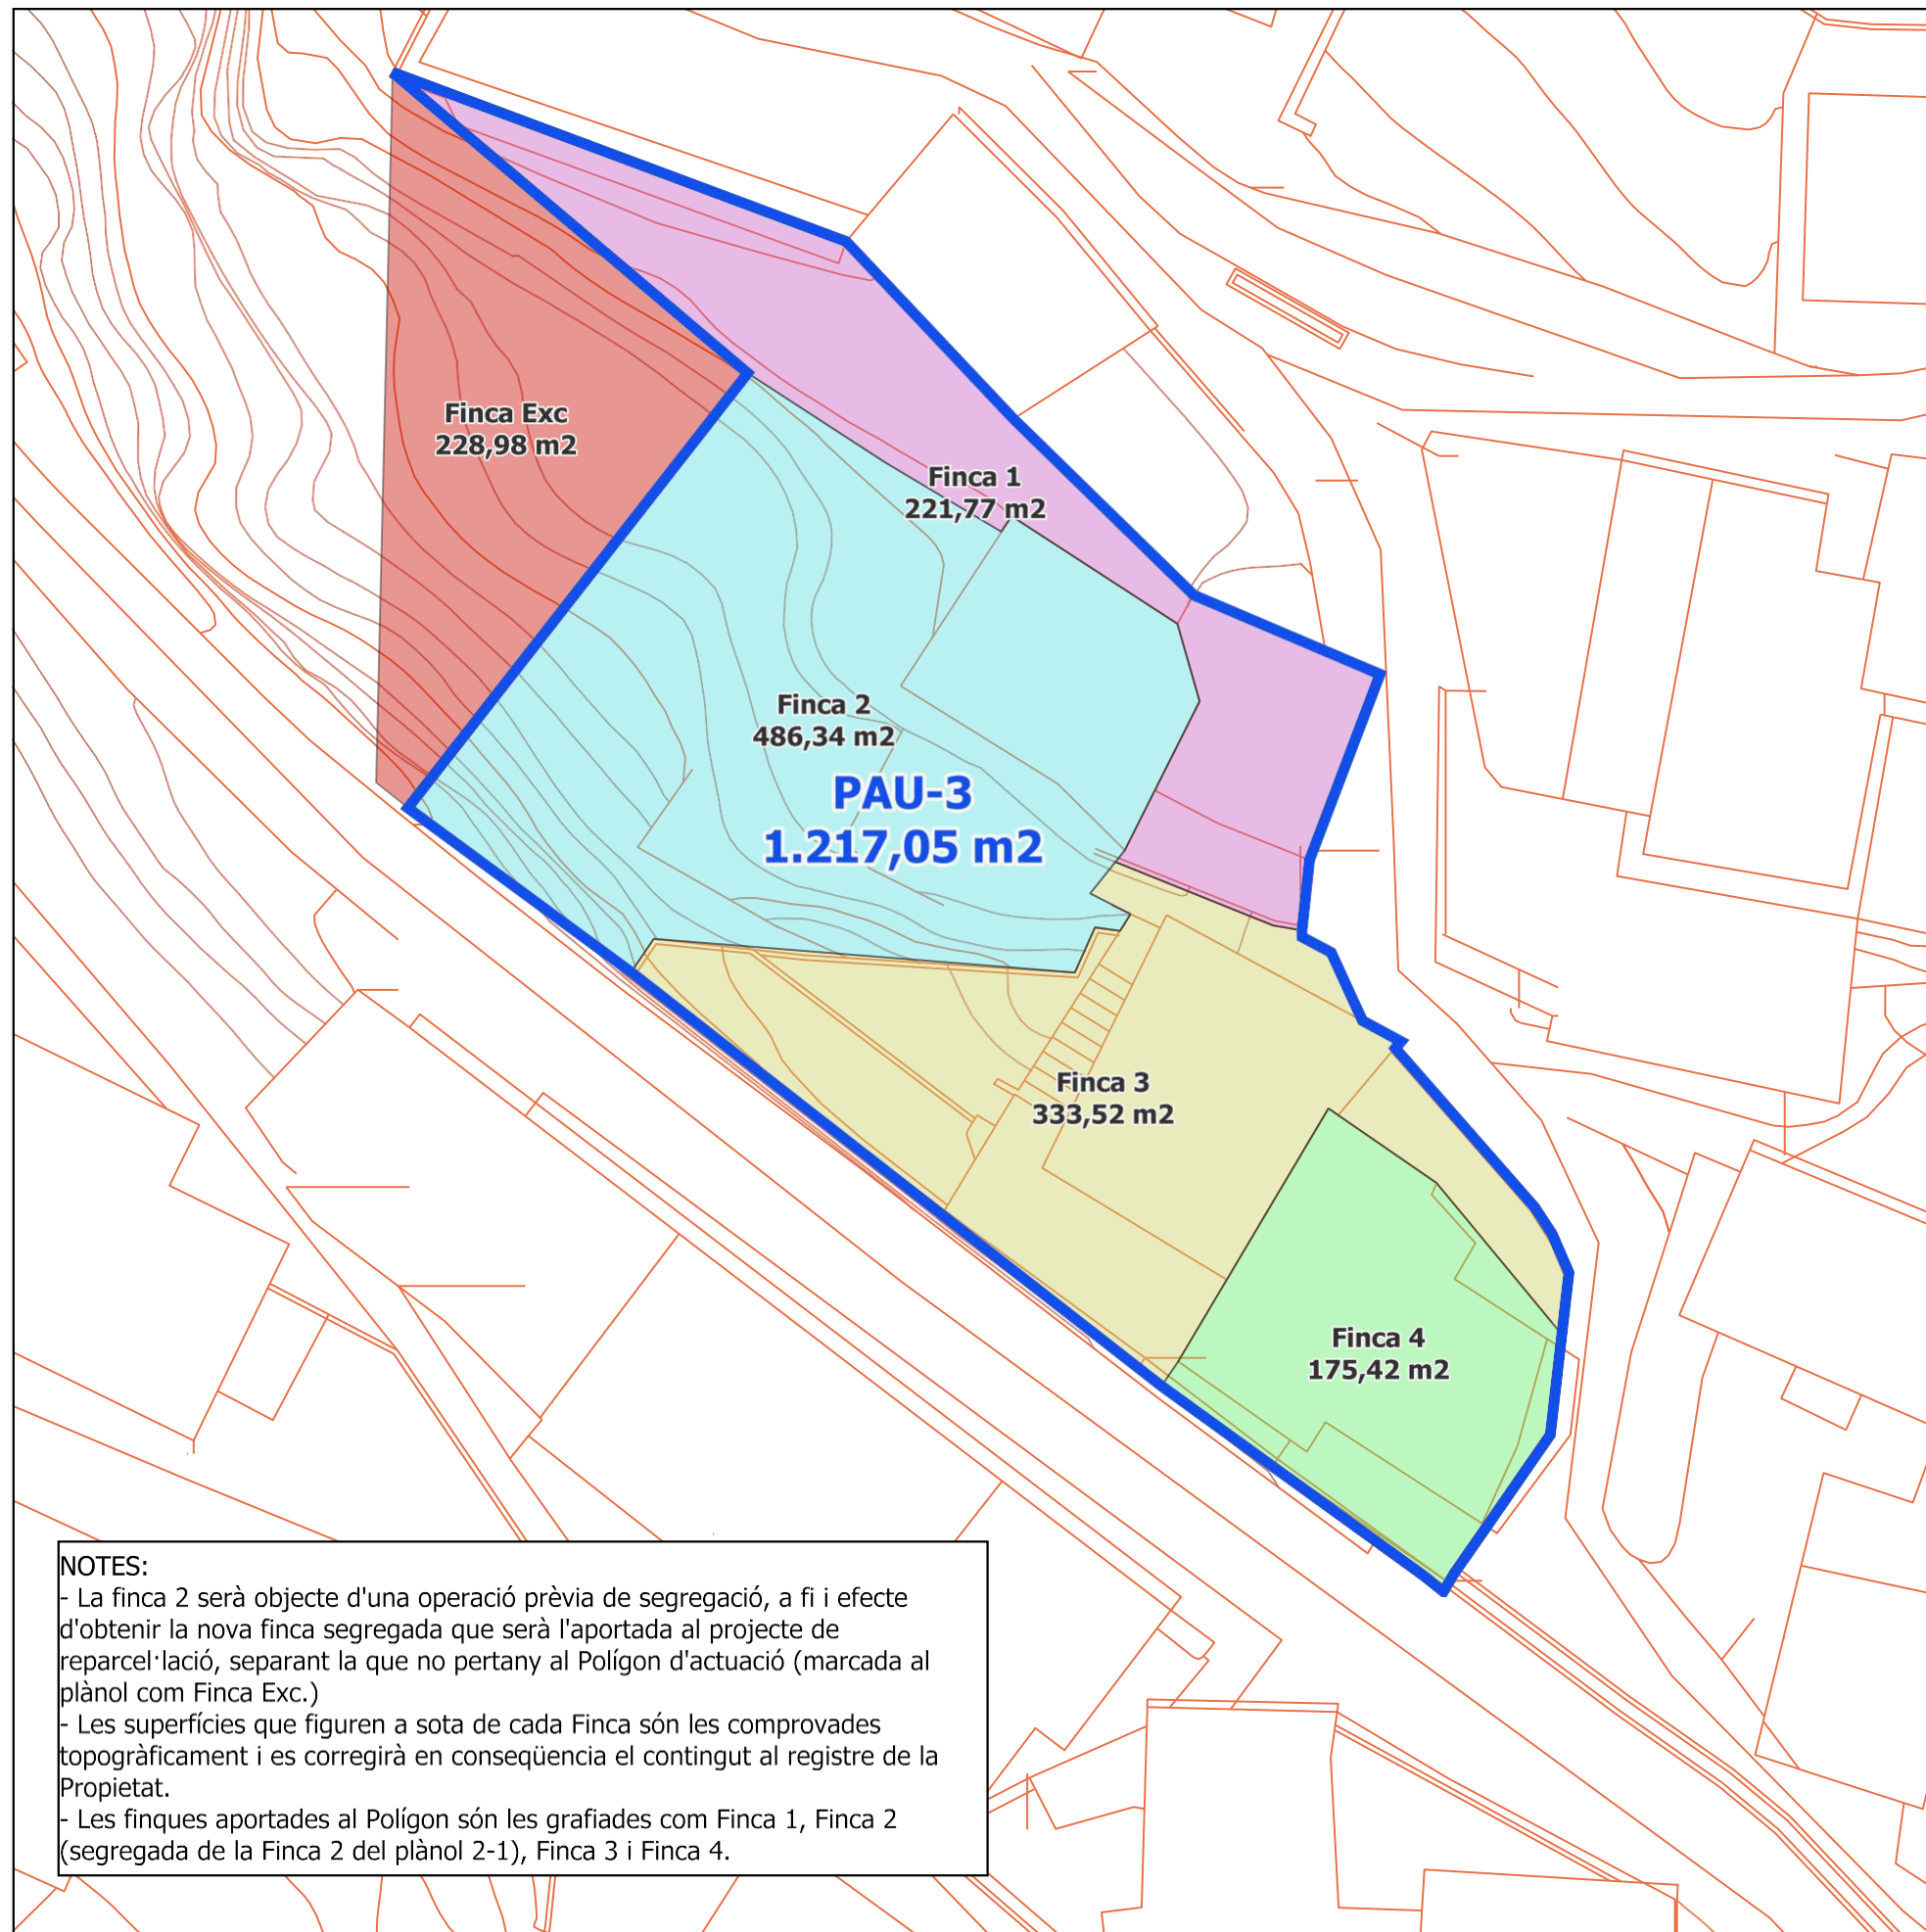 Finca Exc
228,98 m2
Finca 1
221,77 m2
Finca 2
486,34 m2
PAU-3
1.217,05 m2
Finca 3
333,52 m2
Finca 4
175,42 m2
NOTES:
- La finca 2 serà objecte d'una operació prèvia de segregació, a fi i efecte
d'obtenir la nova finca segregada que serà l'aportada al projecte de
reparcel·lació, separant la que no pertany al Polígon d'actuació (marcada al
plànol com Finca Exc.)
- Les superfícies que figuren a sota de cada Finca són les comprovades
topogràficament i es corregirà en conseqüencia el contingut al registre de la
Propietat.
- Les finques aportades al Polígon són les grafiades com Finca 1, Finca 2
(segregada de la Finca 2 del plànol 2-1), Finca 3 i Finca 4.